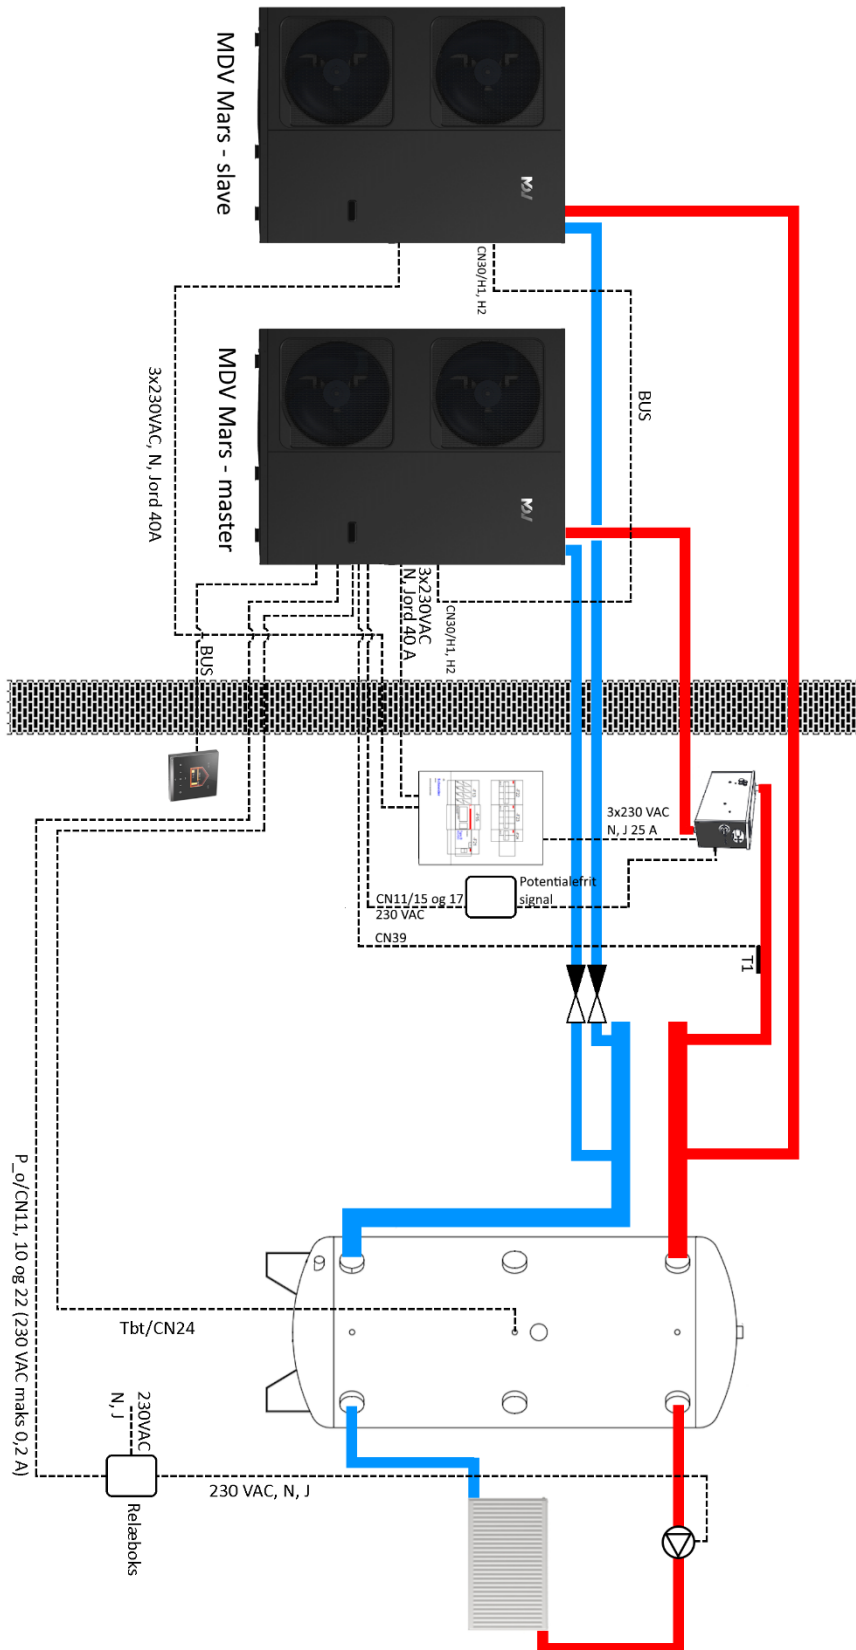 MDV Mars - slave
CN30/H1, H2
BUS
3x230VAC, N, Jord 40A
MDV Mars - master
3x230VAC
N, Jord 40 A
CN30/H1, H2
BUS
3x230 VAC
N, J 25 A
Potentialefrit
signal
CN11/15 og 17
230 VAC
CN39
T1
P_o/CN11, 10 og 22 (230 VAC maks 0,2 A)
Tbt/CN24
230VAC
N, J
230 VAC, N, J
Relæboks